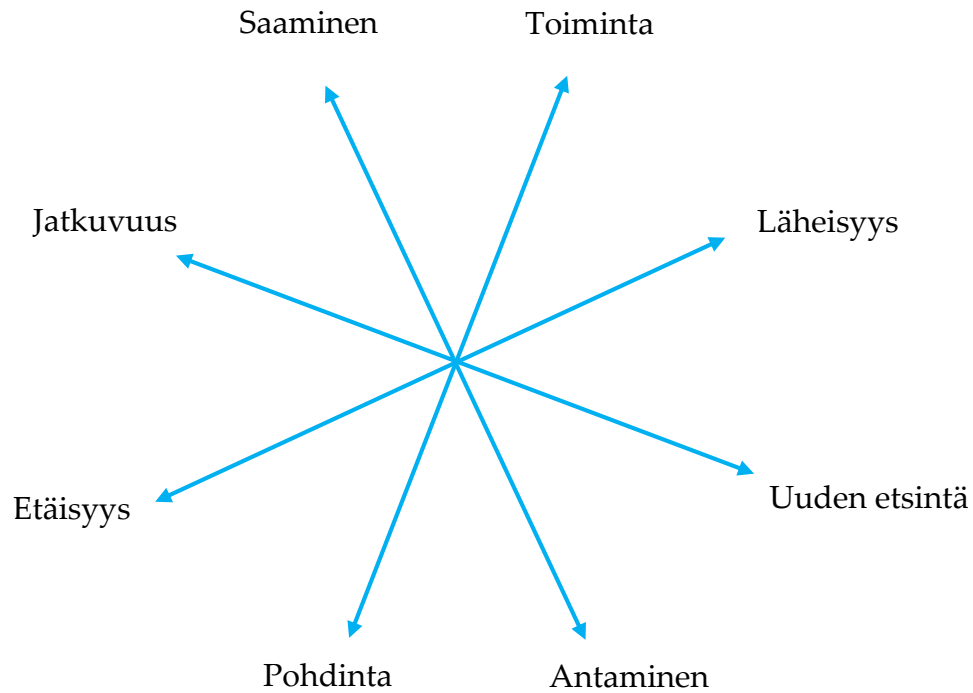 Saaminen
Toiminta
Jatkuvuus
Läheisyys
Etäisyys
Uuden etsintä
Pohdinta
Antaminen